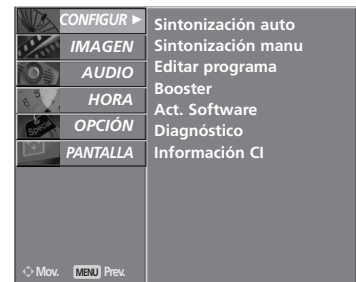 CONFIGUR ►
IMAGEN
AUDIO
HORA
OPCIÓN
PANTALLA
Sintonización auto
Sintonización manu
Editar programa
Booster
Act. Software
Diagnóstico
Información CI
Mov. MENU Prev.